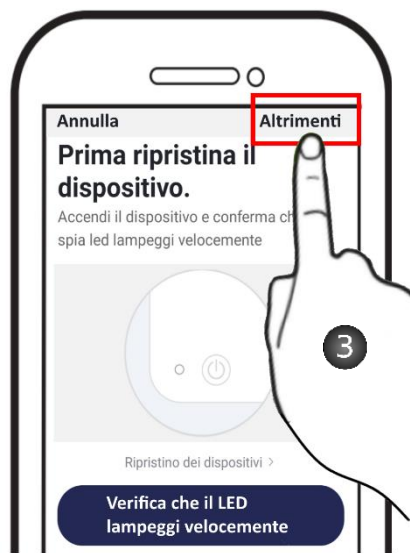 Annulla Altrimenti
Prima ripristina il
dispositivo.
Accendi il dispositivo e conferma
spia led lampeggi velocemente
3
Ripristino dei dispositivi >
Verifica che il LED
lampeggi velocemente